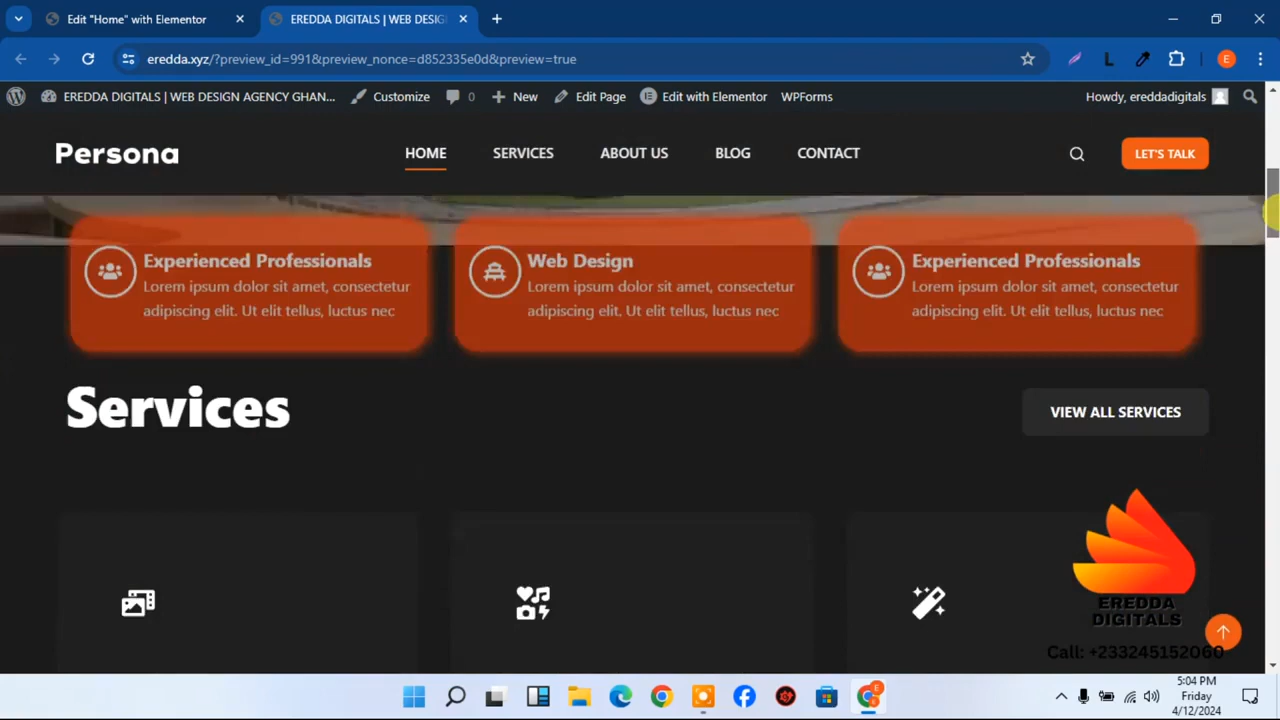 Edit "Home" with Elementor
EREDDA DIGITALS | WEB DESIG
eredda.xyz/?preview_id=991&preview_nonce=d852335e0d&preview=true
L
E
EREDDA DIGITALS | WEB DESIGN AGENCY GHAN...
Customize
0
New
Edit Page
Edit with Elementor
WPForms
Howdy, ereddadigitals
Persona
HOME
SERVICES
ABOUT US
BLOG
CONTACT
LET'S TALK
Experienced Professionals
Lorem ipsum dolor sit amet, consectetur
adipiscing elit. Ut elit tellus, luctus nec
Web Design
Lorem ipsum dolor sit amet, consectetur
adipiscing elit. Ut elit tellus, luctus nec
Experienced Professionals
Lorem ipsum dolor sit amet, consectetur
adipiscing elit. Ut elit tellus, luctus nec
Services
VIEW ALL SERVICES
EREDDA
DIGITALS
Call: +233245152060
E
5:04 PM
Friday
4/12/2024